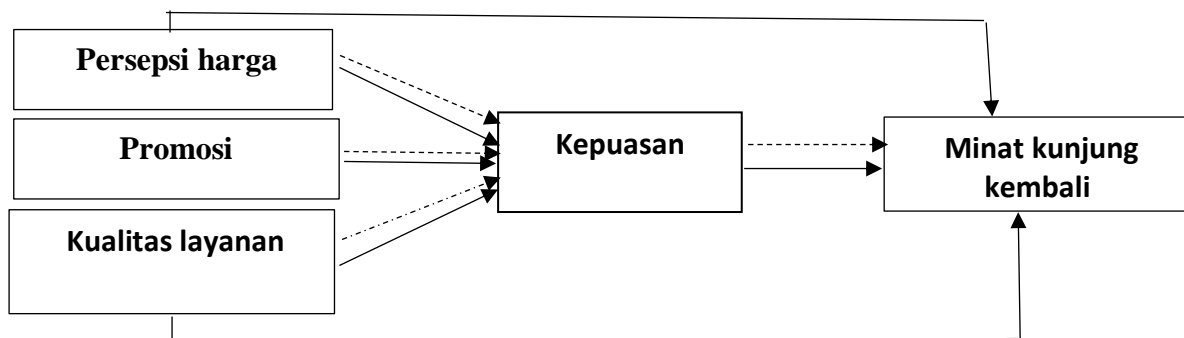 Persepsi harga
Promosi
Kualitas layanan
Kepuasan
Minat kunjung
kembali